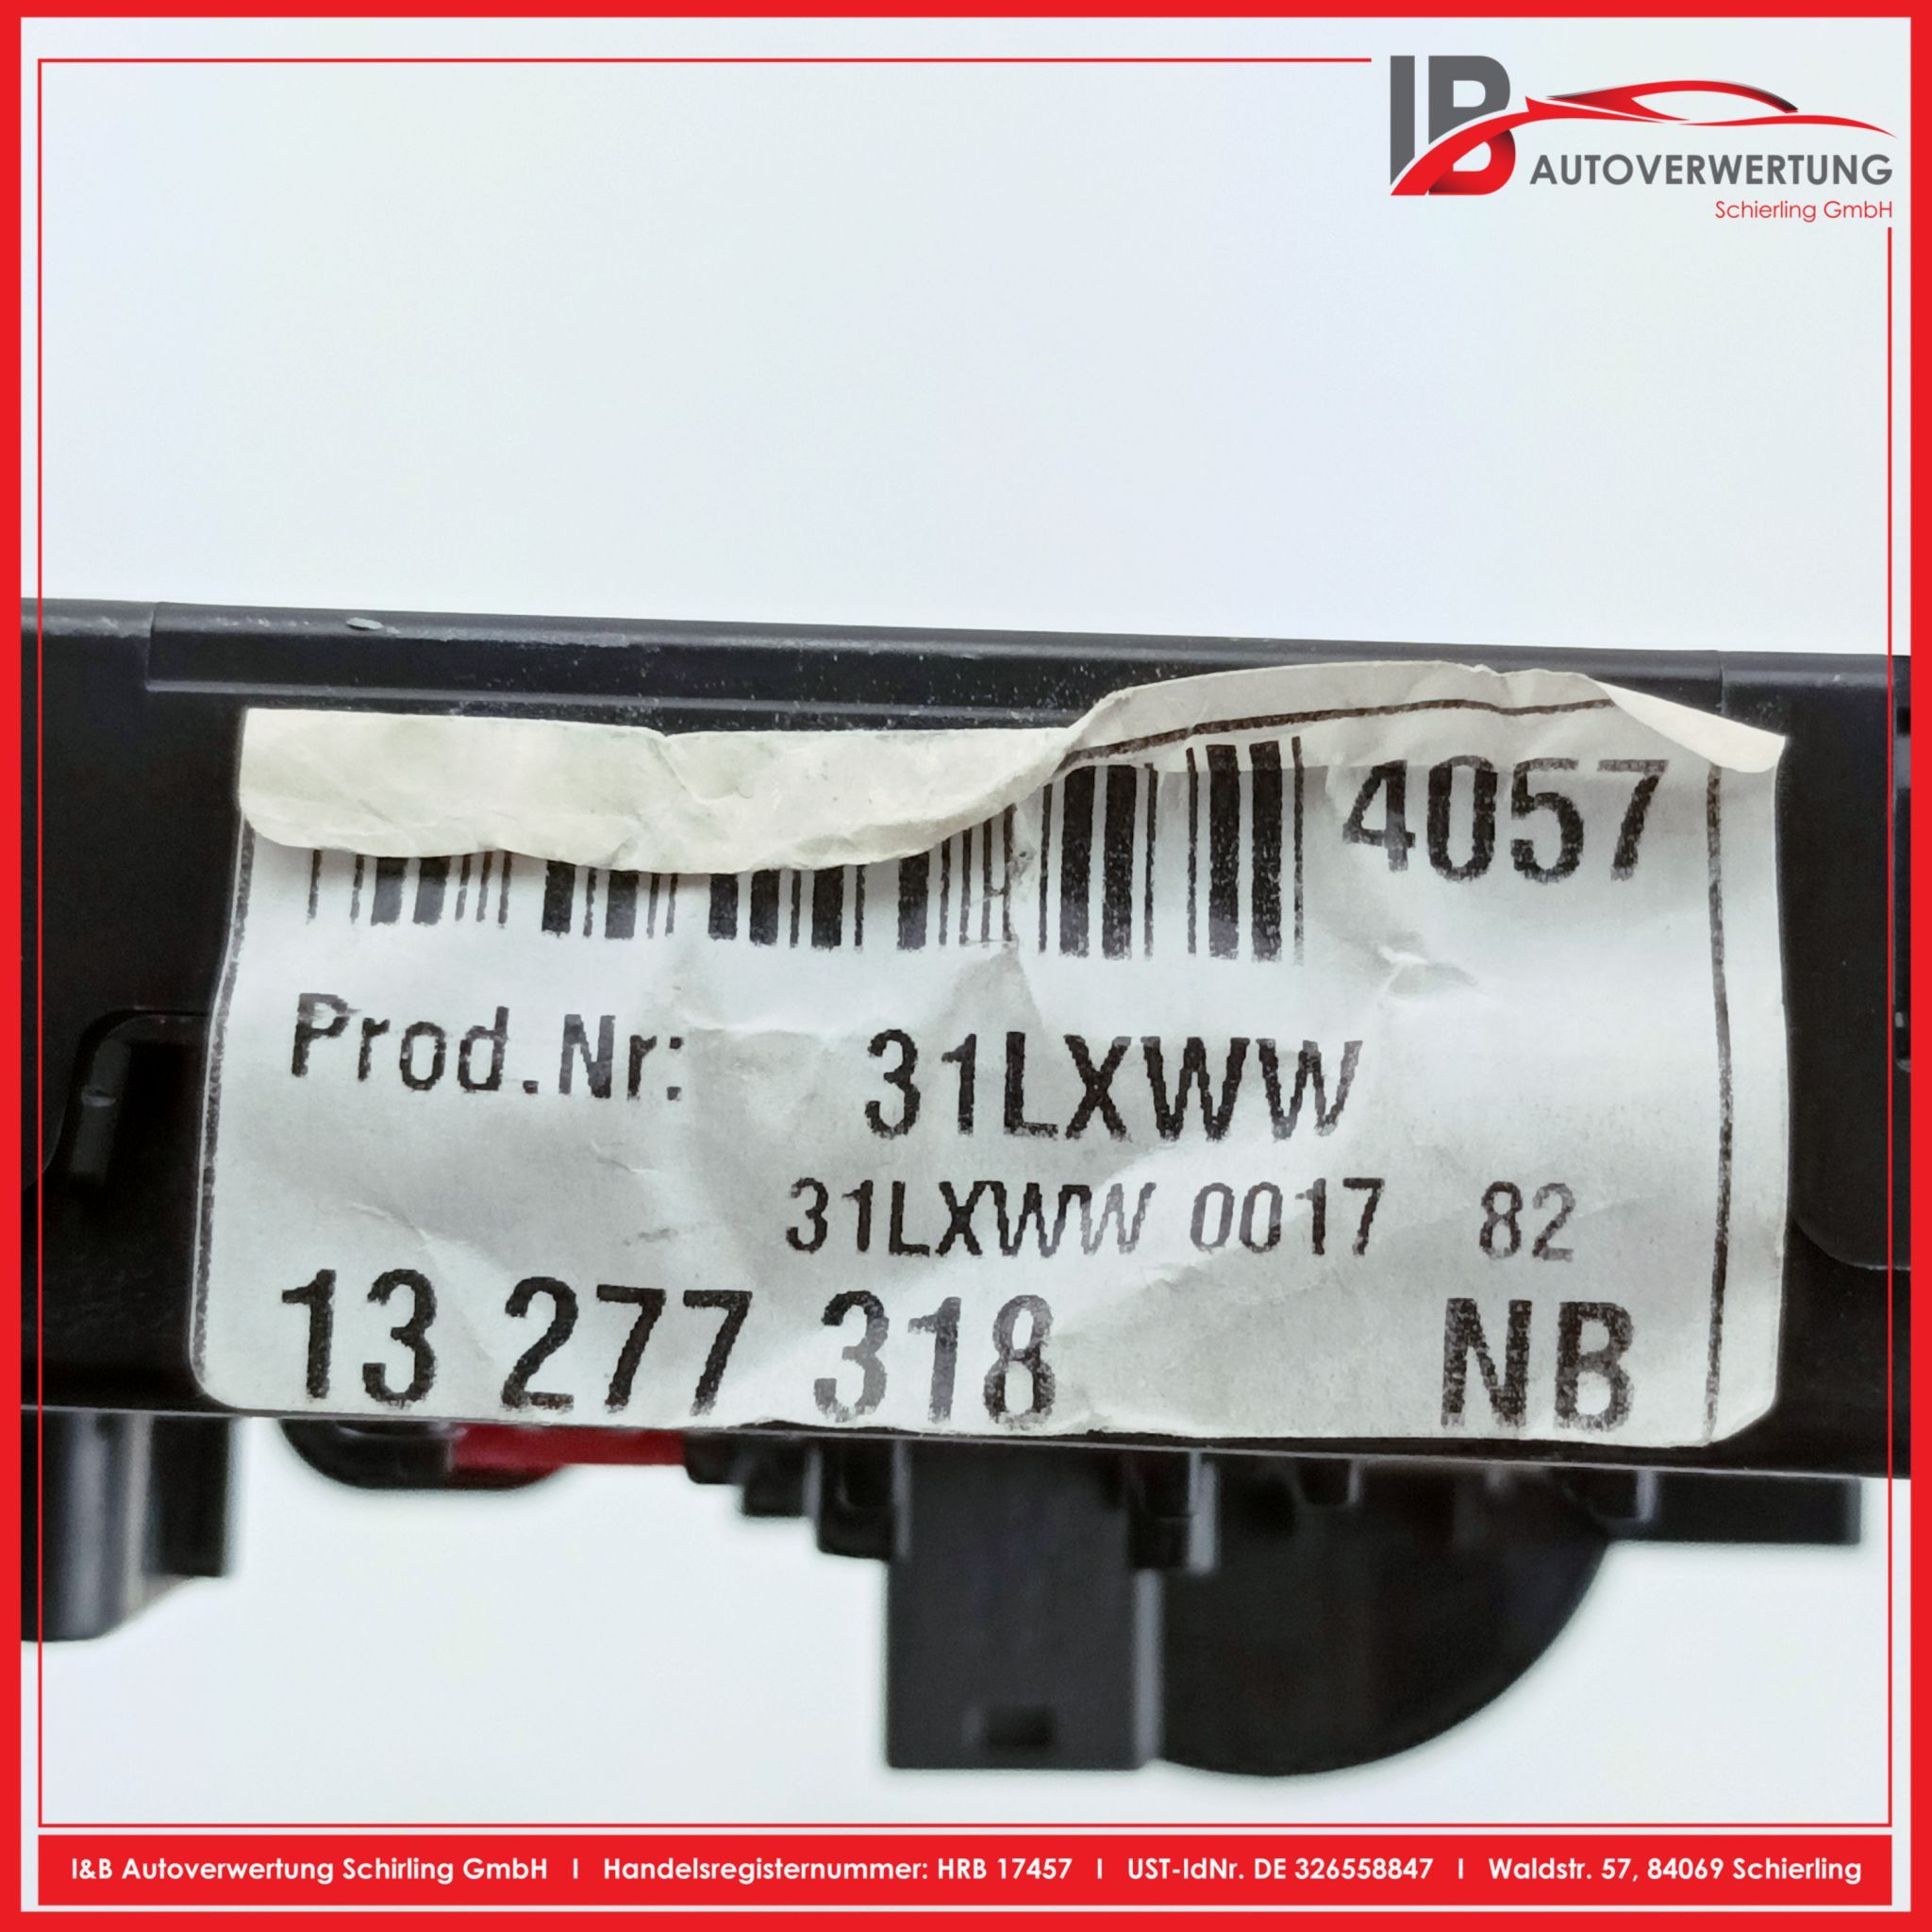 IB
AUTOVERWERTUNG
Schierling GmbH
4057
Prod.Nr: 31LXWW
31LXWW 0017 82
13 277 318 NB
I&B Autoverwertung Schirling GmbH I Handelsregisternummer: HRB 17457 I UST-IdNr. DE 326558847 I Waldstr. 57, 84069 Schierling